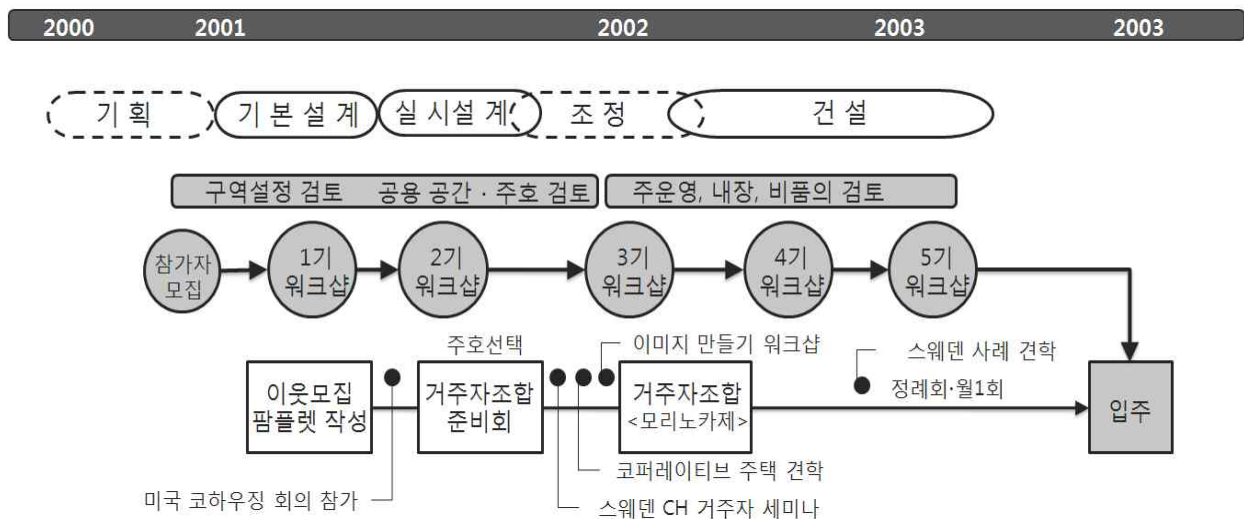 2000 2001 2002 2003 2003
기 획 기 본 설 계 실 시 설 계 조 정 건 설
구역설정 검토 공용 공간 · 주호 검토 주운영, 내장, 비품의 검토
참가자
모집
1기
워크샵
2기
워크샵
3기
워크샵
4기
워크샵
5기
워크샵
주호선택
이미지 만들기 워크샵
스웨덴 사례 견학
이웃모집
팜플렛 작성
거주자조합
준비회
거주자조합
<모리노카제>
정례회·월1회
입주
코퍼레이티브 주택 견학
미국 코하우징 회의 참가
스웨덴 CH 거주자 세미나